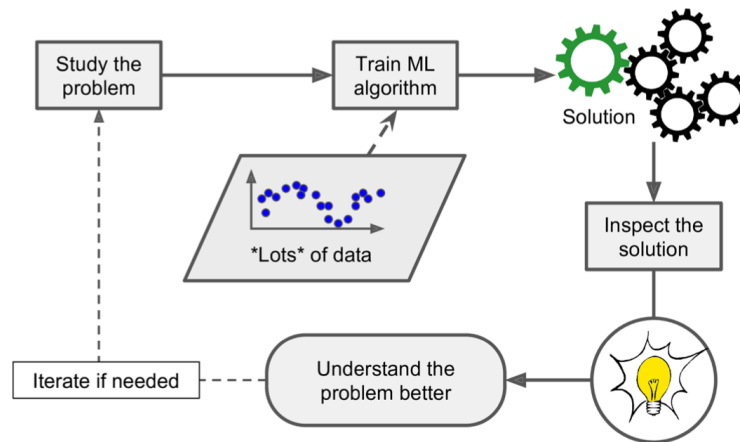 Study the
problem
Train ML
algorithm
Solution
*Lots* of data
Inspect the
solution
Understand the
problem better
Iterate if needed